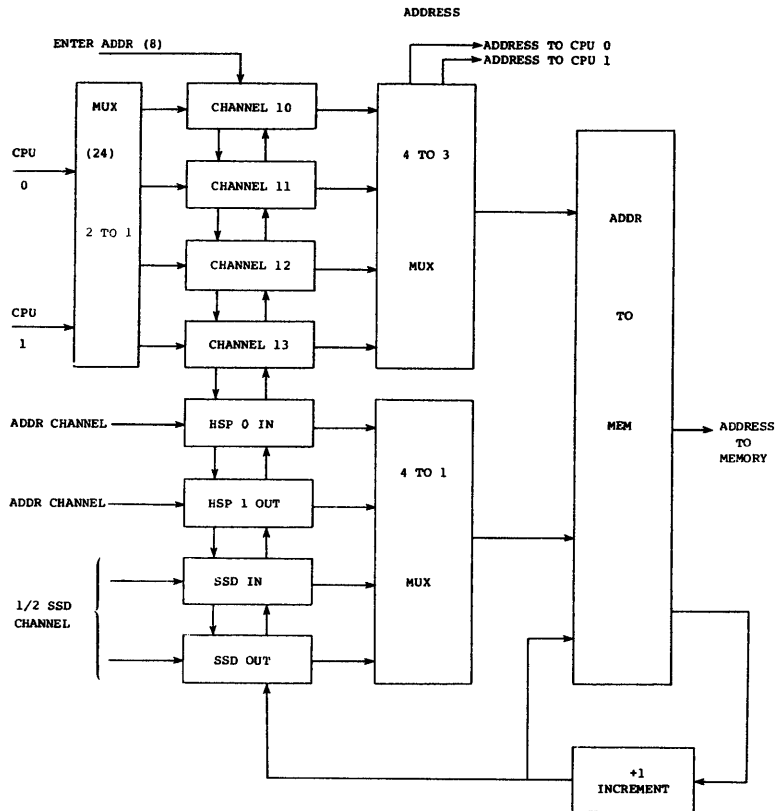 ADDRESS
ENTER ADDR (8)
ADDRESS TO CPU 0
ADDRESS TO CPU 1
MUX
(24)
2 TO 1
CPU
0
CPU
1
CHANNEL 10
CHANNEL 11
CHANNEL 12
CHANNEL 13
4 TO 3
MUX
ADDR
TO
MEM
ADDRESS
TO
MEMORY
ADDR CHANNEL
HSP 0 IN
ADDR CHANNEL
HSP 1 OUT
4 TO 1
MUX
1/2 SSD
CHANNEL
SSD IN
SSD OUT
+1
INCREMENT